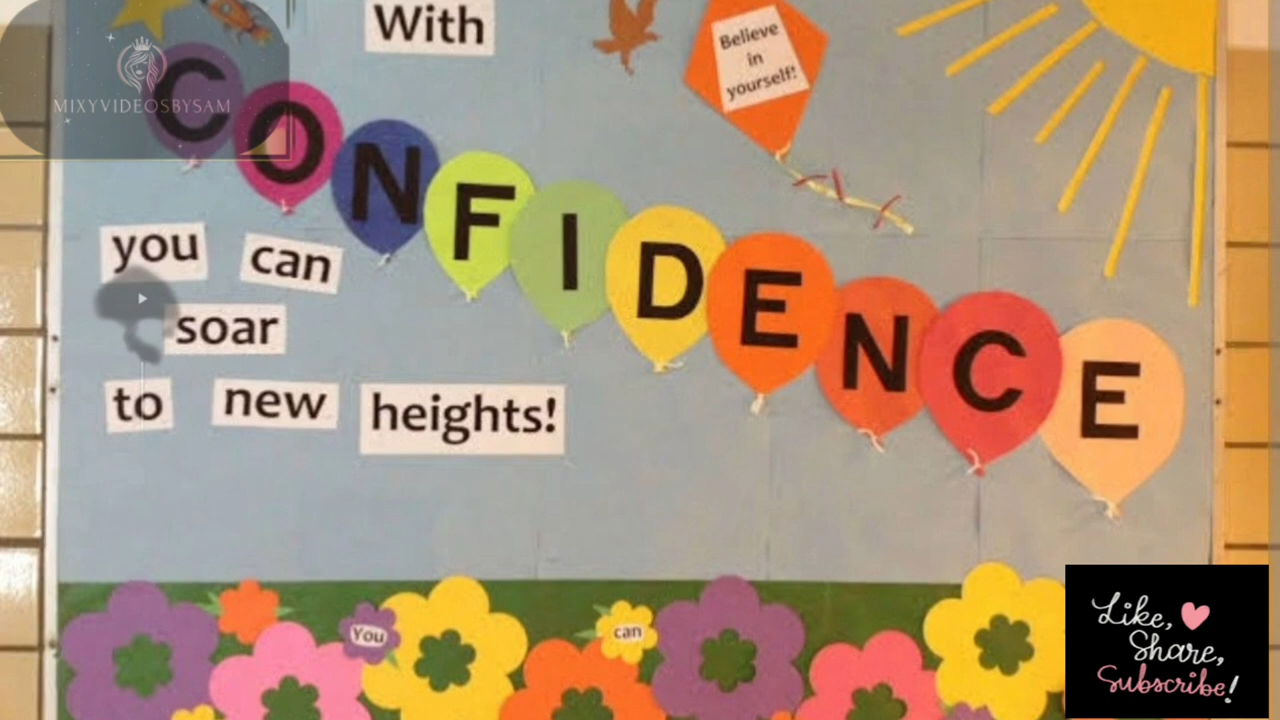 With
Believe
in
yourself!
MIXYVIDEOSBYSAM
CONFIDENCE
you can
soar
to new heights!
You
can
Like,
Share,
Subscribe!